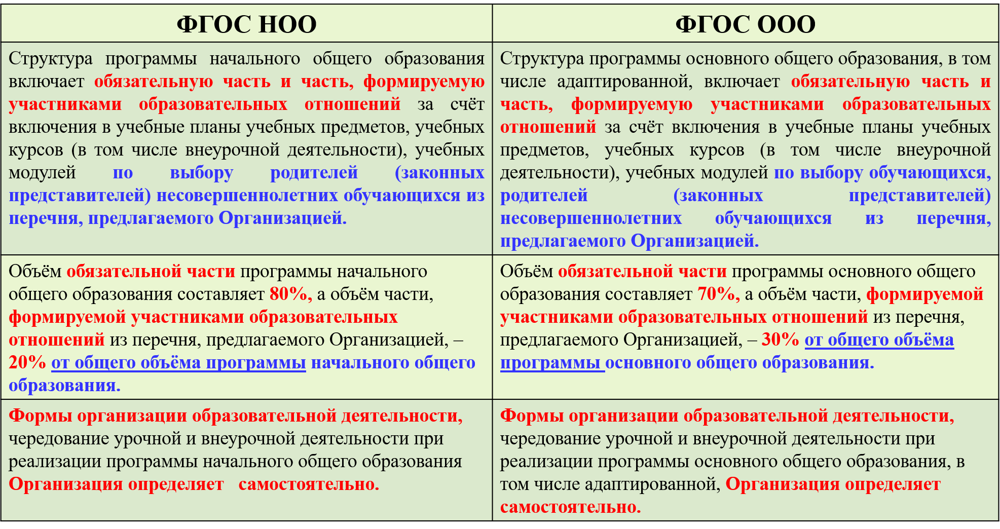 ФГОС НОО
ФГОС ООО
Структура программы начального общего образования
включает обязательную часть и часть, формируемую
участниками образовательных отношений за счёт
включения в учебные планы учебных предметов, учебных
курсов (в том числе внеурочной деятельности), учебных
модулей по выбору родителей (законных
представителей) несовершеннолетних обучающихся из
перечня, предлагаемого Организацией.
Структура программы основного общего образования, в том
числе адаптированной, включает обязательную часть и
часть, формируемую участниками образовательных
отношений за счёт включения в учебные планы учебных
предметов, учебных курсов (в том числе внеурочной
деятельности), учебных модулей по выбору обучающихся,
родителей (законных представителей)
несовершеннолетних обучающихся из перечня,
предлагаемого Организацией.
Объём обязательной части программы начального
общего образования составляет 80%, а объём части,
формируемой участниками образовательных
отношений из перечня, предлагаемого Организацией, –
20% от общего объёма программы начального общего
образования.
Объём обязательной части программы основного общего
образования составляет 70%, а объём части, формируемой
участниками образовательных отношений из перечня,
предлагаемого Организацией, – 30% от общего объёма
программы основного общего образования.
Формы организации образовательной деятельности,
чередование урочной и внеурочной деятельности при
реализации программы начального общего образования
Организация определяет самостоятельно.
Формы организации образовательной деятельности,
чередование урочной и внеурочной деятельности при
реализации программы основного общего образования, в
том числе адаптированной, Организация определяет
самостоятельно.